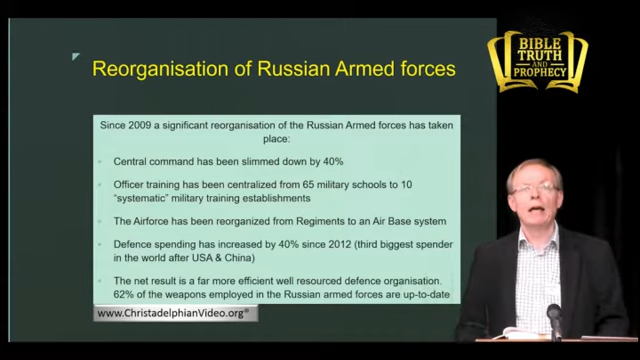 Reorganisation of Russian Armed forces
BIBLE
TRUTH
AND
PROPHECY
Since 2009 a significant reorganisation of the Russian Armed forces has taken
place:
Central command has been slimmed down by 40%
Officer training has been centralized from 65 military schools to 10
“systematic” military training establishments
The Airforce has been reorganized from Regiments to an Air Base system
Defence spending has increased by 40% since 2012 (third biggest spender
in the world after USA & China)
The net result is a far more efficient well resourced defence organisation.
62% of the weapons employed in the Russian armed forces are up-to-date
www.ChristadelphianVideo.org®